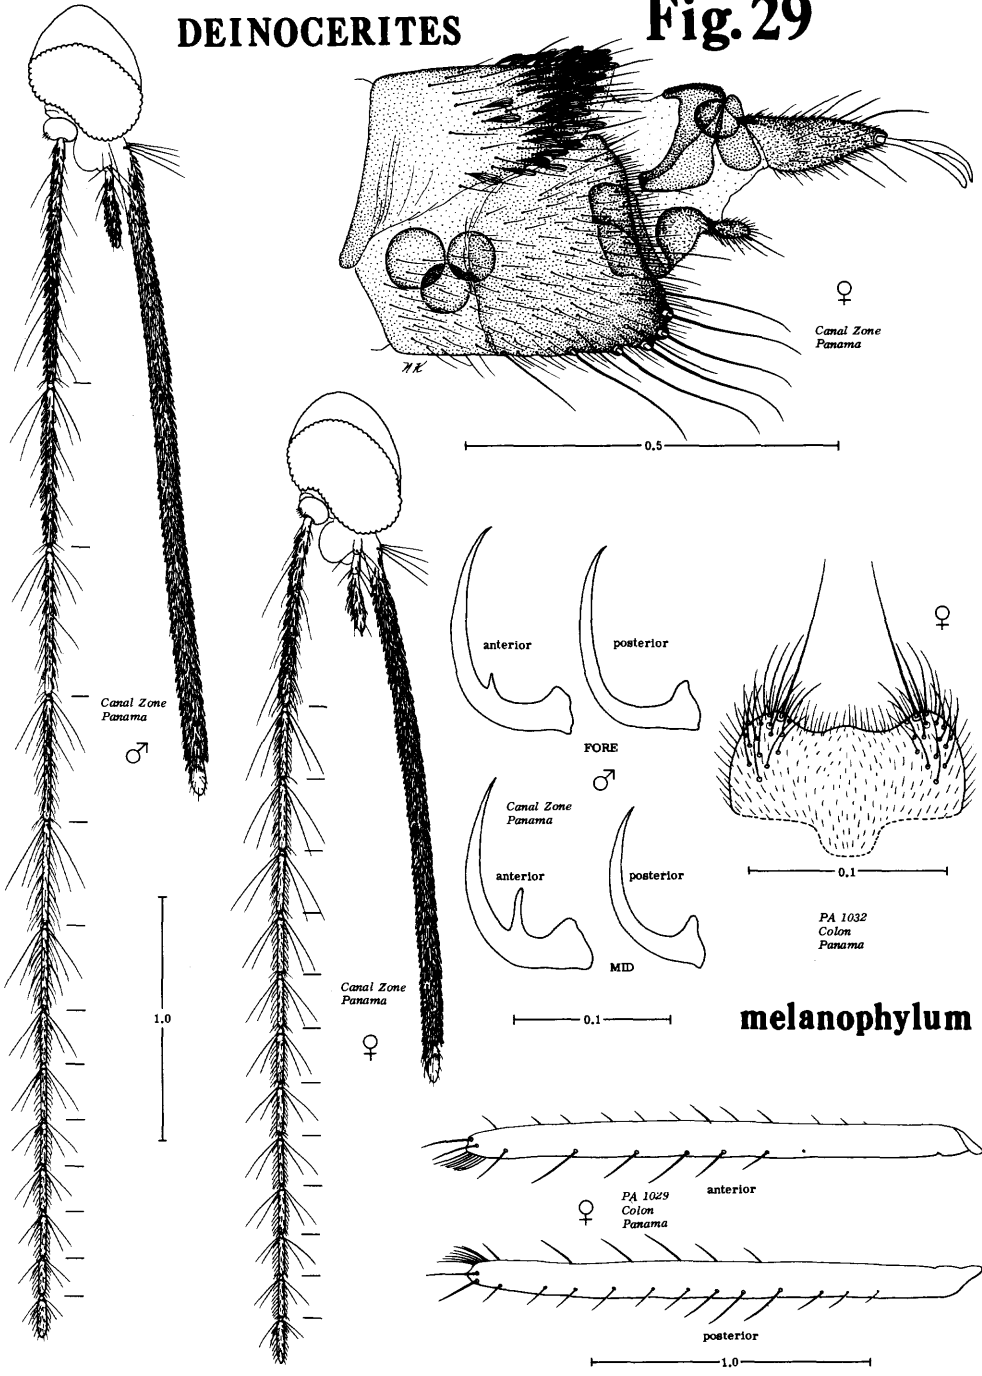 DEINOCERITES
Fig. 29
♀
Canal Zone
Panama
0.5
anterior
posterior
♀
Canal Zone
Panama
♂
FORE
♂
Canal Zone
Panama
anterior
posterior
MID
0.1
0.1
PA 1032
Colon
Panama
Canal Zone
Panama
♀
1.0
melanophylum
anterior
♀
PA 1029
Colon
Panama
posterior
1.0